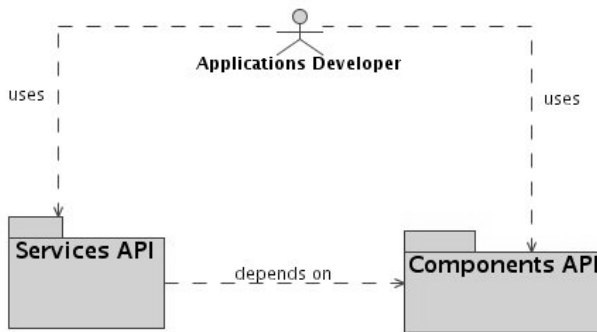 Applications Developer
uses
uses
Services API
depends on
Components API